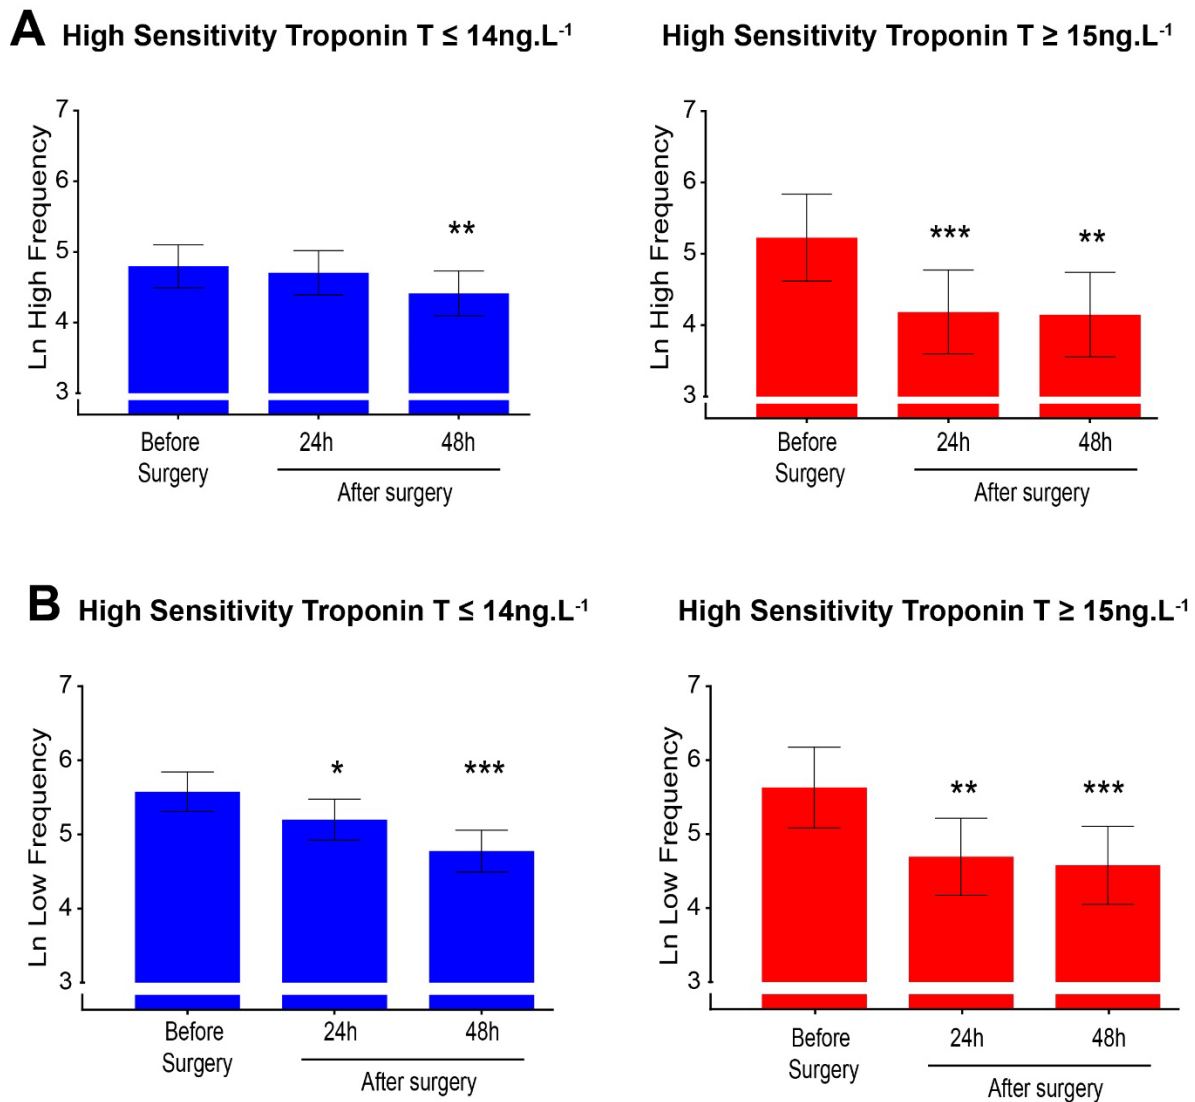 A High Sensitivity Troponin T ≤ 14ng.L-1
High Sensitivity Troponin T ≥ 15ng.L-1
Ln High Frequency
7
6
5
4
3
**
Before
Surgery
24h
48h
After surgery
Ln High Frequency
7
6
5
4
3
***
**
Before
Surgery
24h
48h
After surgery
B High Sensitivity Troponin T ≤ 14ng.L-1
High Sensitivity Troponin T ≥ 15ng.L-1
Ln Low Frequency
7
6
5
4
3
*
***
Before
Surgery
24h
48h
After surgery
Ln Low Frequency
7
6
5
4
3
**
***
Before
Surgery
24h
48h
After surgery